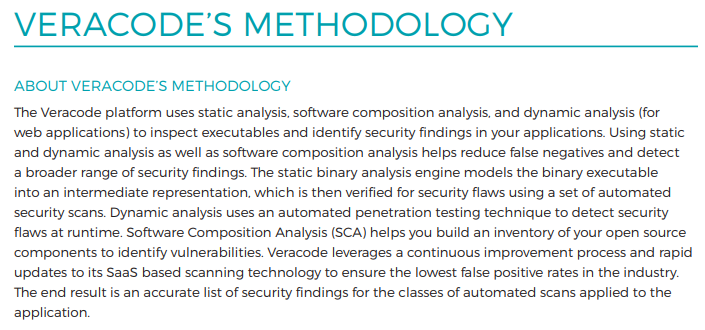 VERACODE’S METHODOLOGY
ABOUT VERACODE’S METHODOLOGY
The Veracode platform uses static analysis, software composition analysis, and dynamic analysis (for
web applications) to inspect executables and identify security findings in your applications. Using static
and dynamic analysis as well as software composition analysis helps reduce false negatives and detect
a broader range of security findings. The static binary analysis engine models the binary executable
into an intermediate representation, which is then verified for security flaws using a set of automated
security scans. Dynamic analysis uses an automated penetration testing technique to detect security
flaws at runtime. Software Composition Analysis (SCA) helps you build an inventory of your open source
components to identify vulnerabilities. Veracode leverages a continuous improvement process and rapid
updates to its SaaS based scanning technology to ensure the lowest false positive rates in the industry.
The end result is an accurate list of security findings for the classes of automated scans applied to the
application.